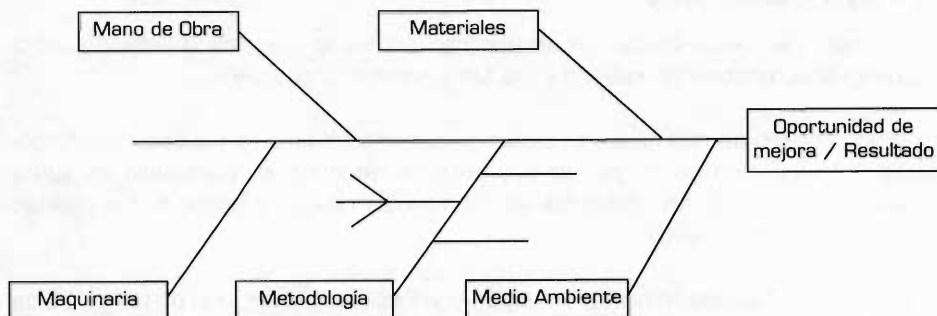 Mano de Obra
Materiales
Oportunidad de
mejora / Resultado
Maquinaria
Metodología
Medio Ambiente